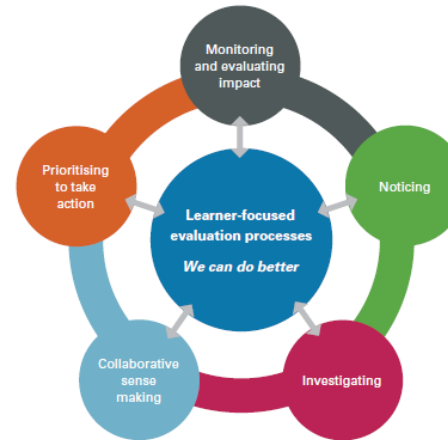 Monitoring
and evaluating
impact
Noticing
Investigating
Collaborative
sense
making
Prioritising
to take
action
Learner-focused
evaluation processes
We can do better